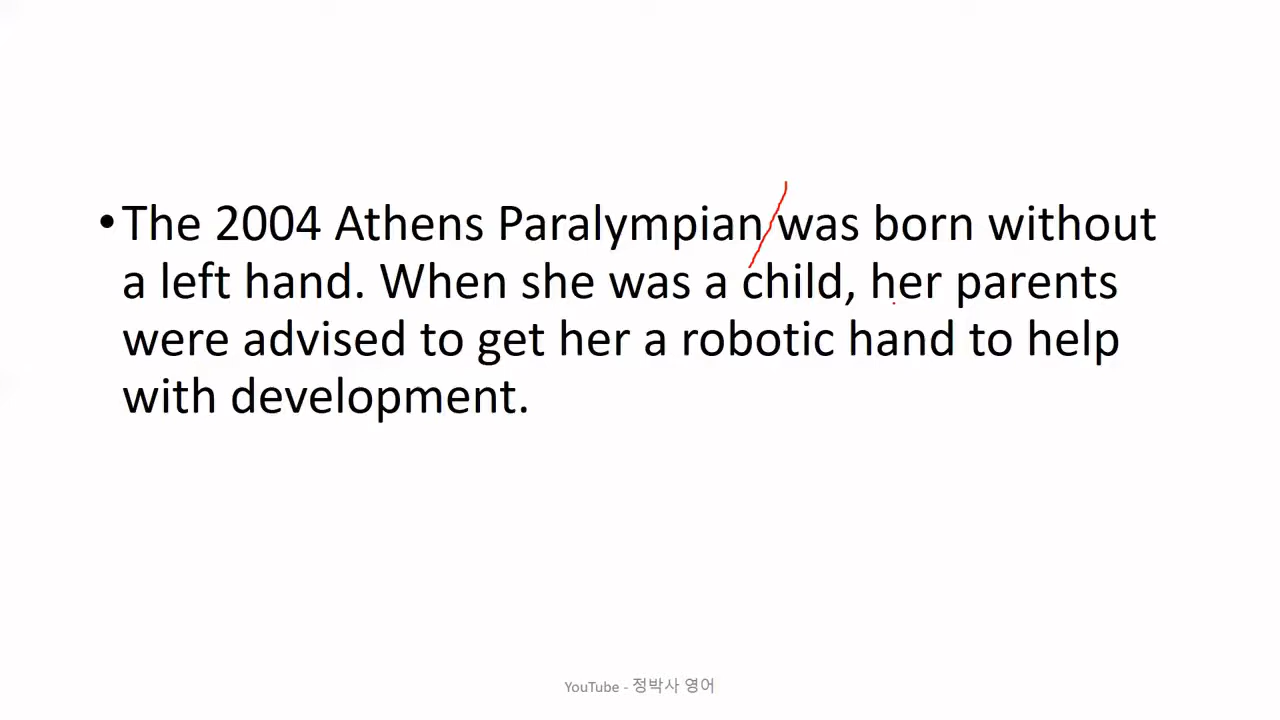 •The 2004 Athens Paralympian was born without
a left hand. When she was a child, her parents
were advised to get her a robotic hand to help
with development.
YouTube - 정박사 영어